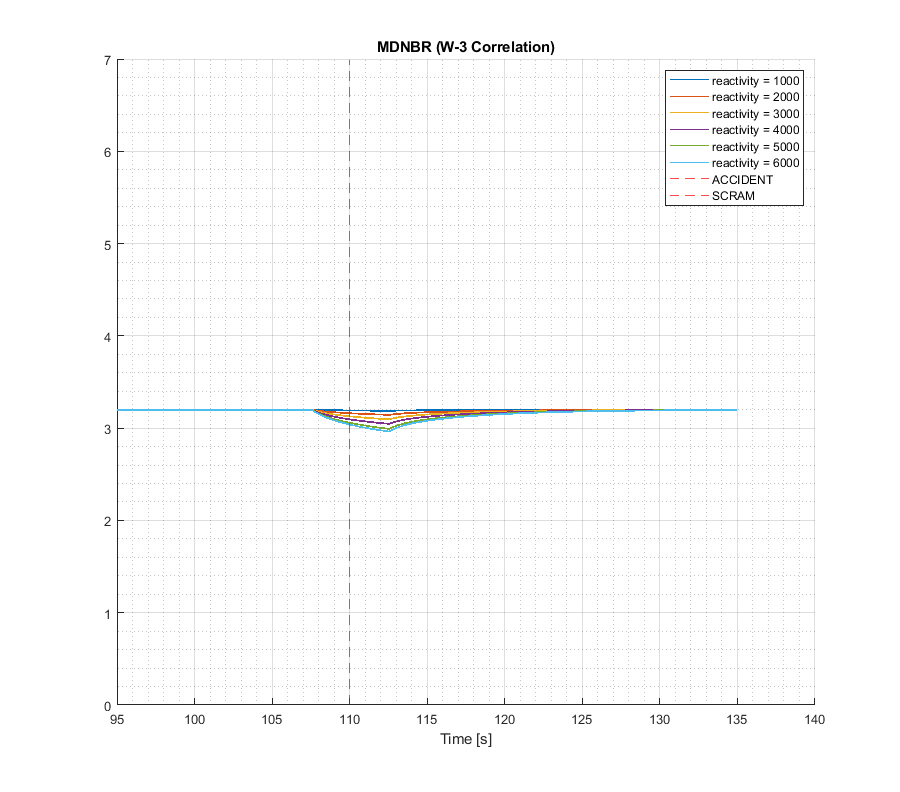 MDNBR (W-3 Correlation)
7
6
5
4
3
2
1
0
reactivity = 1000
reactivity = 2000
reactivity = 3000
reactivity = 4000
reactivity = 5000
reactivity = 6000
ACCIDENT
SCRAM
95 100 105 110 115 120 125 130 135 140
Time [s]